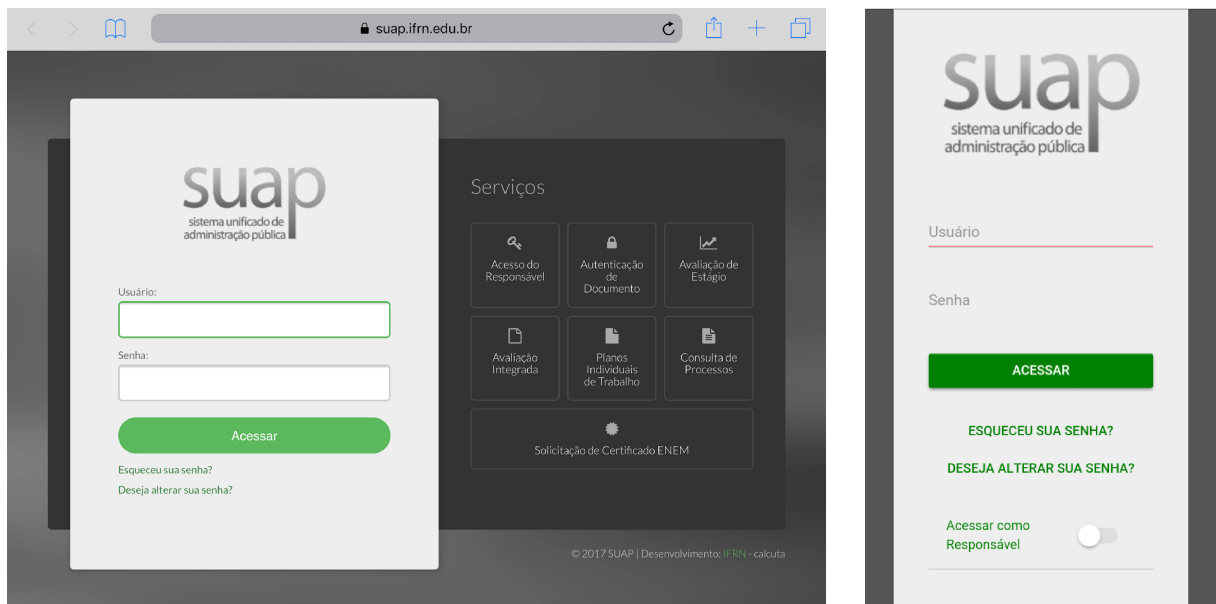 suap.ifrn.edu.br
suap
sistema unificado de
administração pública
Usuário:
Senha:
Acessar
Esqueceu sua senha?
Deseja alterar sua senha?
Serviços
Acesso do
Responsável
Autenticação
de
Documento
Avaliação de
Estágio
Avaliação
Integrada
Planos
Individuais
de Trabalho
Consulta de
Processos
Solicitação de Certificado ENEM
© 2017 SUAP | Desenvolvimento: IFRN - calcuta
suap
sistema unificado de
administração pública
Usuário
Senha
ACESSAR
ESQUECEU SUA SENHA?
DESEJA ALTERAR SUA SENHA?
Acessar como
Responsável